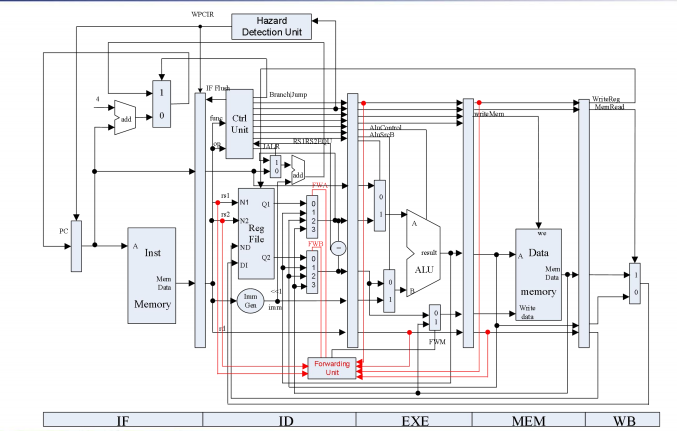 WPCIR
Hazard
Detection Unit
IF Flush
BranchJump
WriteReg
MemRead
1
0
4
add
func
op
Ctrl
Unit
writeMem
AluControl
AluSrcB
RS1RS2EQU
JALR
1
0
add
0
1
FWA
rs1
rs2
N1
N2
ND
DI
Q1
Q2
Reg
File
0
1
2
3
FWB
0
1
2
3
PC
A
Inst
Memory
Mem
Data
A
B
result
ALU
we
A
Data
memory
Mem
Data
Write
data
1
0
Imm
Gen
<<1
imm
0
1
0
1
FWM
rd
Forwarding
Unit
IF
ID
EXE
MEM
WB